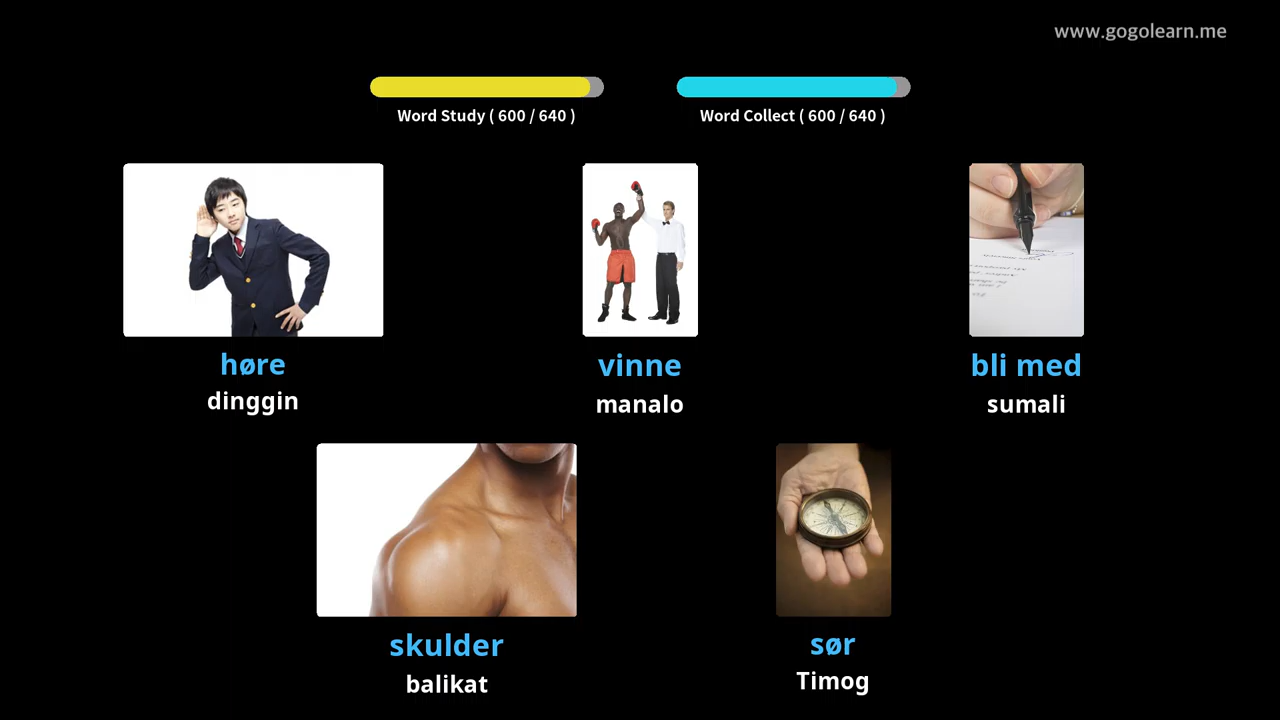 www.gogolearn.me
Word Study ( 600 / 640 )
Word Collect ( 600 / 640 )
høre
dinggin
vinne
manalo
bli med
sumali
skulder
balikat
sør
Timog